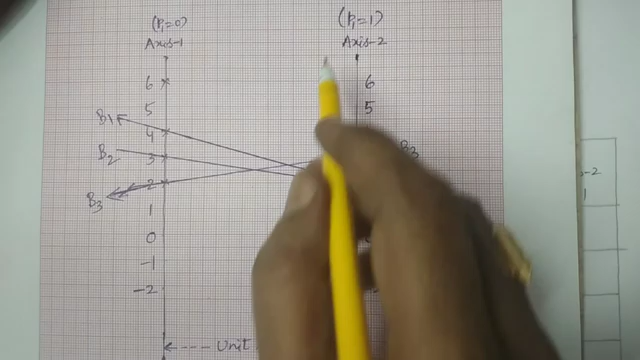 (P₁=0) (P₁=1)
Axis-1 Axis-2
6 6
5 5
B1
4
B2 B3
3
2
B3
1
0
-1
-2
Unit